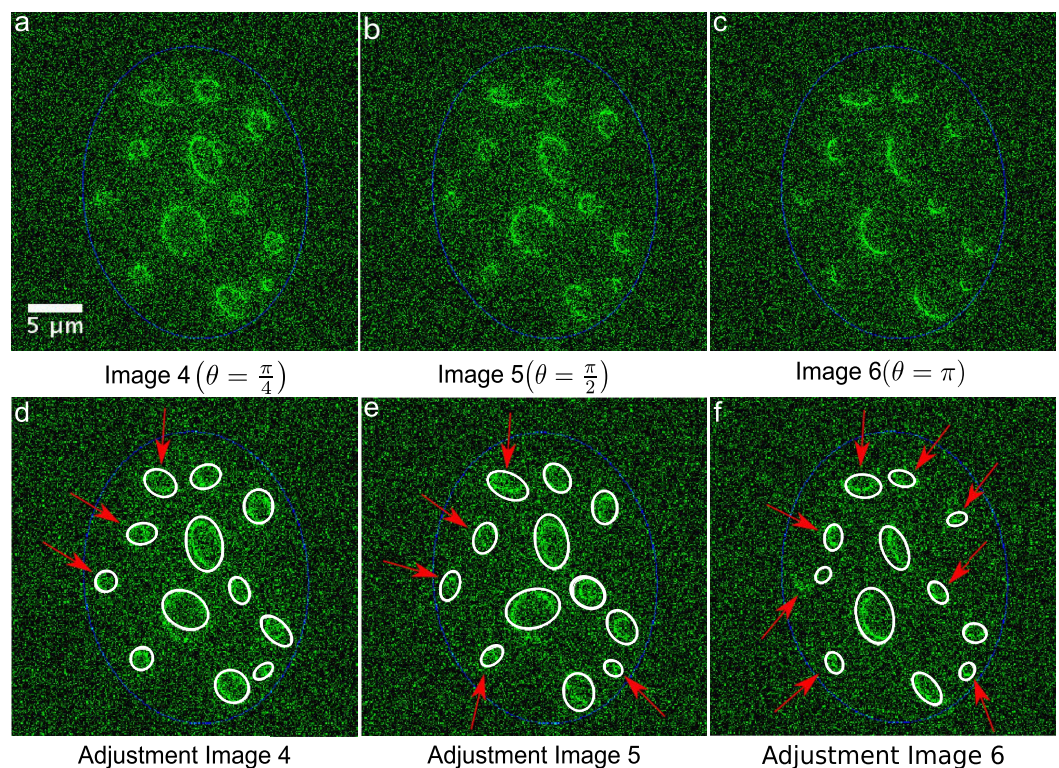 a b c
5 μm
Image 4 (θ = π/4) Image 5(θ = π/2) Image 6(θ = π)
d e f
Adjustment Image 4 Adjustment Image 5 Adjustment Image 6